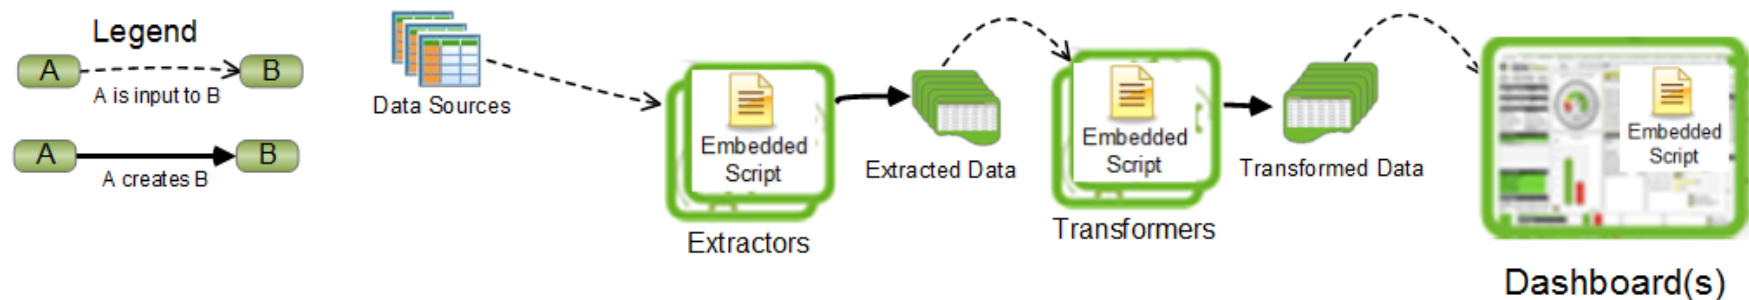 Legend
A
B
A is input to B
A
B
A creates B
Data Sources
Embedded
Script
Extractors
Extracted Data
Embedded
Script
Transformers
Transformed Data
Embedded
Script
Dashboard(s)